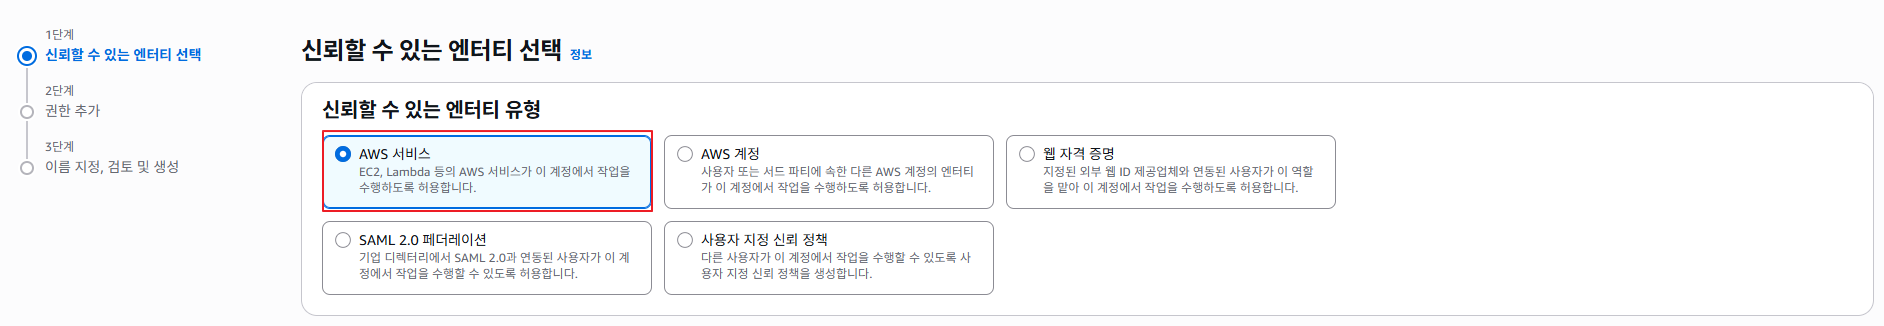 1단계
신뢰할 수 있는 엔터티 선택
2단계
권한 추가
3단계
이름 지정, 검토 및 생성
신뢰할 수 있는 엔터티 선택 정보
신뢰할 수 있는 엔터티 유형
AWS 서비스
EC2, Lambda 등의 AWS 서비스가 이 계정에서 작업을
수행하도록 허용합니다.
AWS 계정
사용자 또는 서드 파티에 속한 다른 AWS 계정의 엔터티
가 이 계정에서 작업을 수행하도록 허용합니다.
웹 자격 증명
지정된 외부 웹 ID 제공업체와 연동된 사용자가 이 역할
을 맡아 이 계정에서 작업을 수행하도록 허용합니다.
SAML 2.0 페더레이션
기업 디렉터리에서 SAML 2.0과 연동된 사용자가 이 계
정에서 작업을 수행할 수 있도록 허용합니다.
사용자 지정 신뢰 정책
다른 사용자가 이 계정에서 작업을 수행할 수 있도록 사
용자 지정 신뢰 정책을 생성합니다.